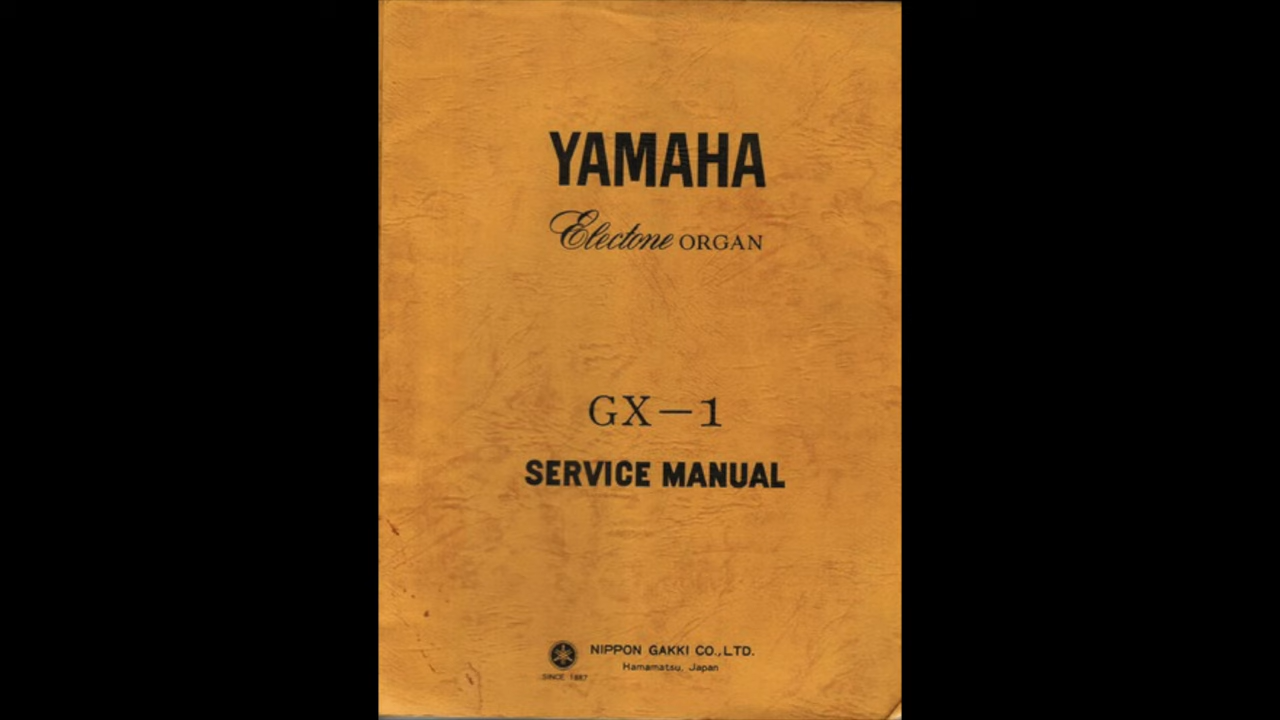 YAMAHA
Electone ORGAN
GX-1
SERVICE MANUAL
NIPPON GAKKI CO., LTD.
Hamamatsu, Japan
SINCE 1887